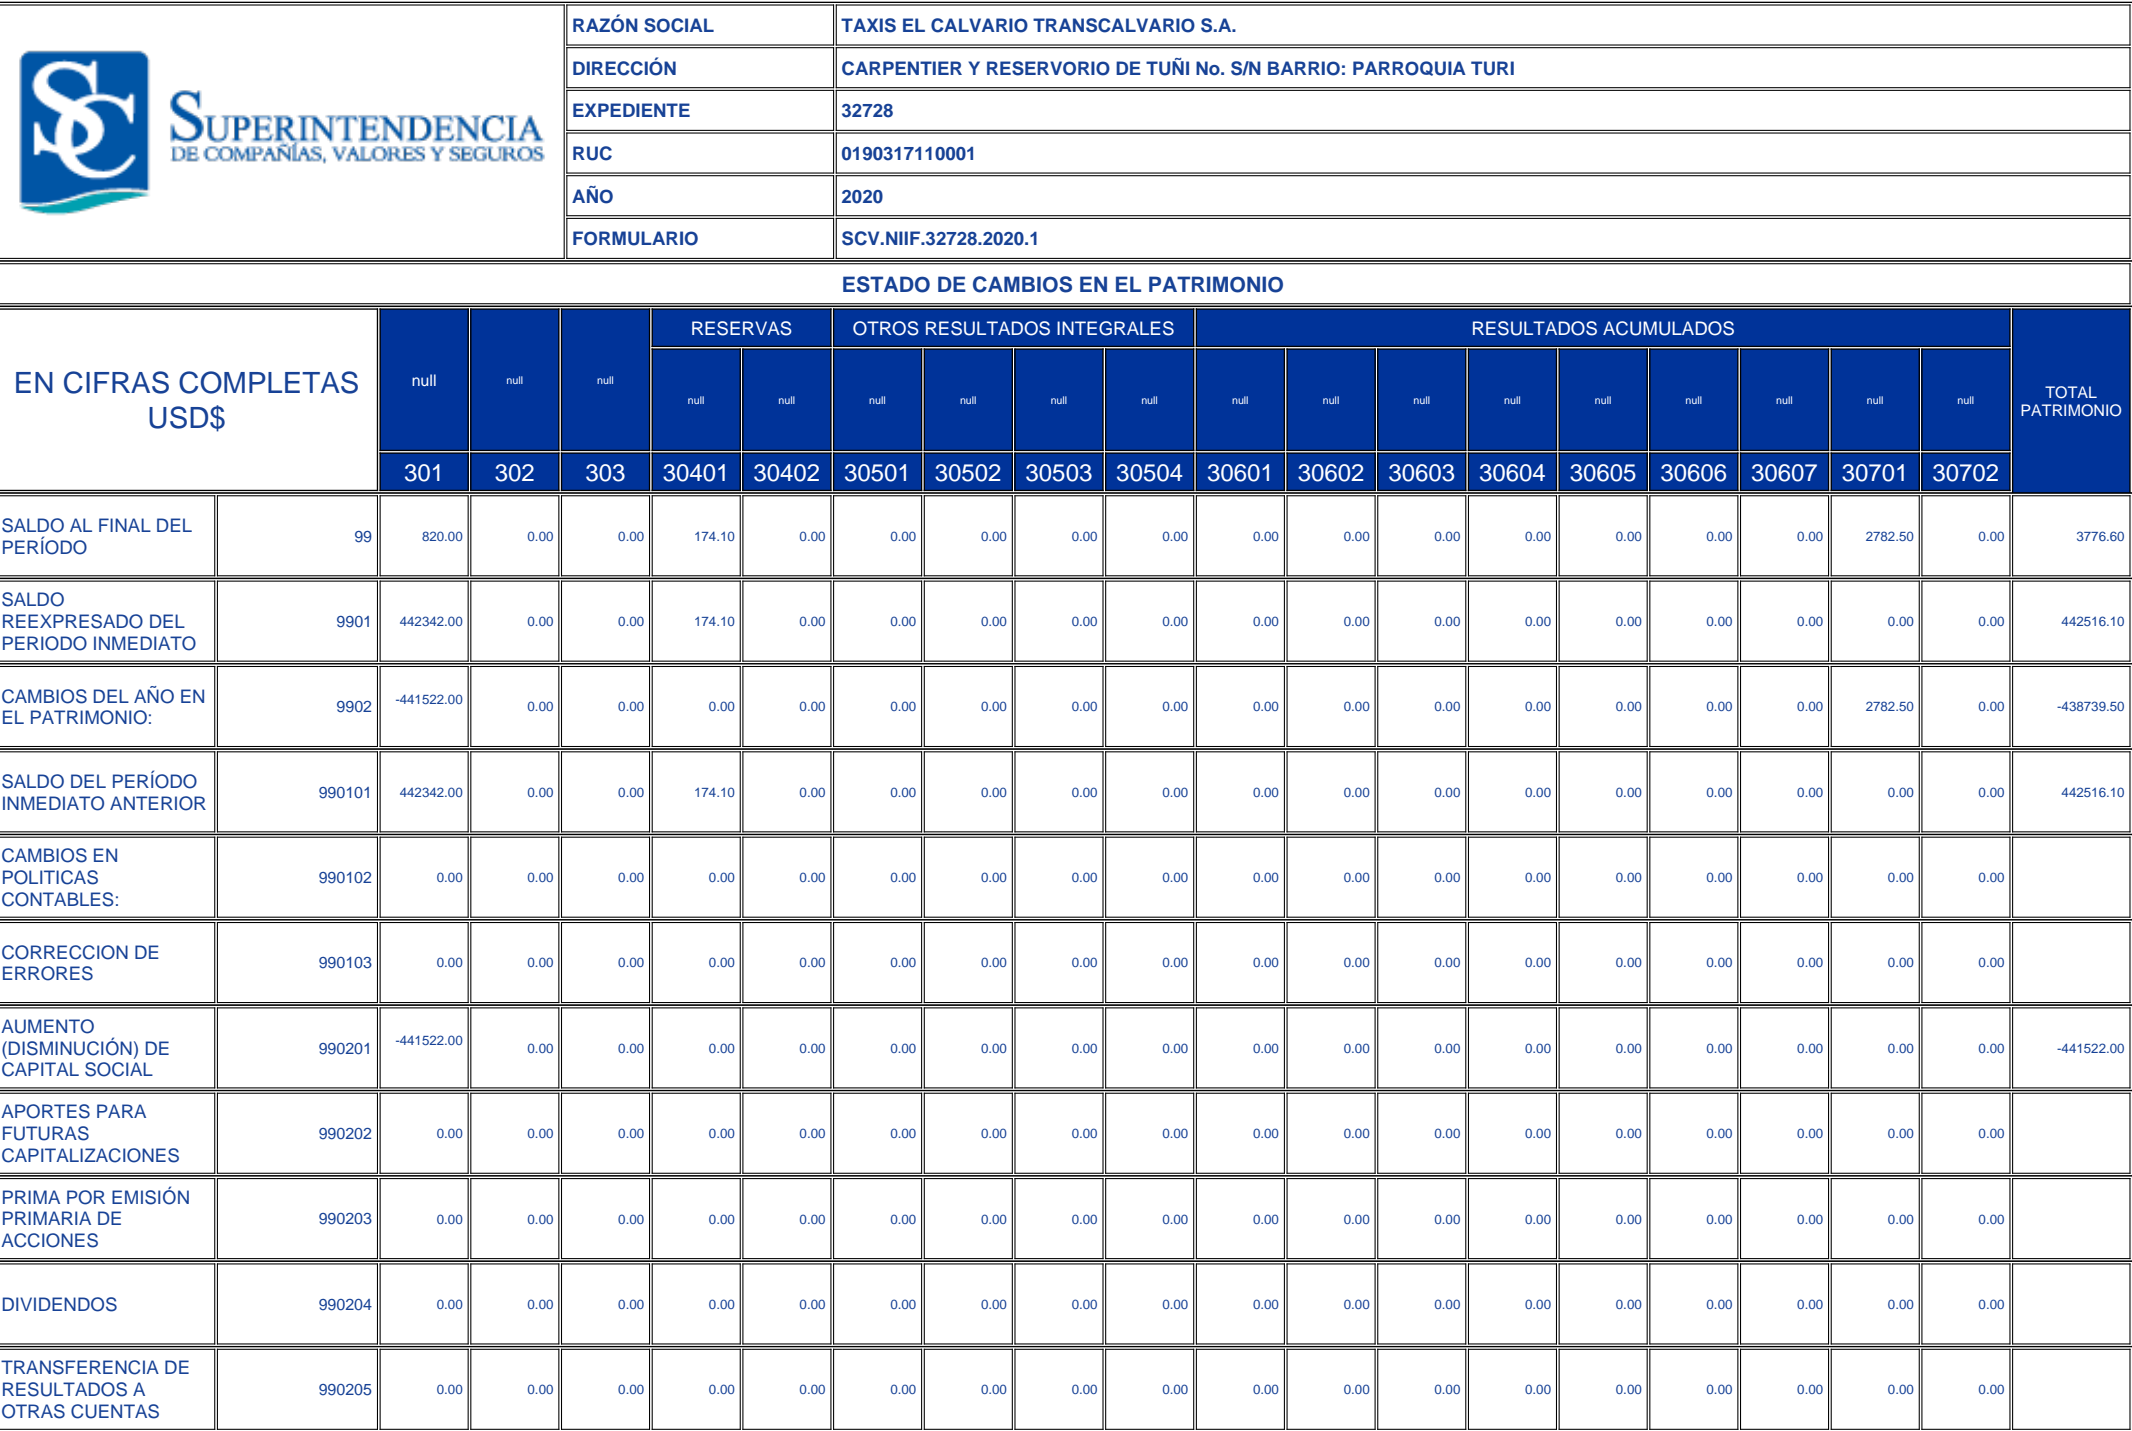 SC SUPERINTENDENCIA
DE COMPAÑÍAS, VALORES Y SEGUROS
RAZÓN SOCIAL TAXIS EL CALVARIO TRANSCALVARIO S.A.
DIRECCIÓN CARPENTIER Y RESERVORIO DE TUÑI No. S/N BARRIO: PARROQUIA TURI
EXPEDIENTE 32728
RUC 0190317110001
AÑO 2020
FORMULARIO SCV.NIIF.32728.2020.1
ESTADO DE CAMBIOS EN EL PATRIMONIO
EN CIFRAS COMPLETAS
USD$
RESERVAS OTROS RESULTADOS INTEGRALES RESULTADOS ACUMULADOS
null null null null null null null null null null null null null null null null null null
TOTAL
PATRIMONIO
301 302 303 30401 30402 30501 30502 30503 30504 30601 30602 30603 30604 30605 30606 30607 30701 30702
SALDO AL FINAL DEL
PERÍODO
99 820.00 0.00 0.00 174.10 0.00 0.00 0.00 0.00 0.00 0.00 0.00 0.00 0.00 0.00 0.00 0.00 2782.50 0.00 3776.60
SALDO
REEXPRESADO DEL
PERIODO INMEDIATO
9901 442342.00 0.00 0.00 174.10 0.00 0.00 0.00 0.00 0.00 0.00 0.00 0.00 0.00 0.00 0.00 0.00 0.00 0.00 442516.10
CAMBIOS DEL AÑO EN
EL PATRIMONIO:
9902 -441522.00 0.00 0.00 0.00 0.00 0.00 0.00 0.00 0.00 0.00 0.00 0.00 0.00 0.00 0.00 0.00 2782.50 0.00 -438739.50
SALDO DEL PERÍODO
INMEDIATO ANTERIOR
990101 442342.00 0.00 0.00 174.10 0.00 0.00 0.00 0.00 0.00 0.00 0.00 0.00 0.00 0.00 0.00 0.00 0.00 0.00 442516.10
CAMBIOS EN
POLITICAS
CONTABLES:
990102 0.00 0.00 0.00 0.00 0.00 0.00 0.00 0.00 0.00 0.00 0.00 0.00 0.00 0.00 0.00 0.00 0.00 0.00
CORRECCION DE
ERRORES
990103 0.00 0.00 0.00 0.00 0.00 0.00 0.00 0.00 0.00 0.00 0.00 0.00 0.00 0.00 0.00 0.00 0.00 0.00
AUMENTO
(DISMINUCIÓN) DE
CAPITAL SOCIAL
990201 -441522.00 0.00 0.00 0.00 0.00 0.00 0.00 0.00 0.00 0.00 0.00 0.00 0.00 0.00 0.00 0.00 0.00 0.00 -441522.00
APORTES PARA
FUTURAS
CAPITALIZACIONES
990202 0.00 0.00 0.00 0.00 0.00 0.00 0.00 0.00 0.00 0.00 0.00 0.00 0.00 0.00 0.00 0.00 0.00 0.00
PRIMA POR EMISIÓN
PRIMARIA DE
ACCIONES
990203 0.00 0.00 0.00 0.00 0.00 0.00 0.00 0.00 0.00 0.00 0.00 0.00 0.00 0.00 0.00 0.00 0.00 0.00
DIVIDENDOS 990204 0.00 0.00 0.00 0.00 0.00 0.00 0.00 0.00 0.00 0.00 0.00 0.00 0.00 0.00 0.00 0.00 0.00 0.00
TRANSFERENCIA DE
RESULTADOS A
OTRAS CUENTAS
990205 0.00 0.00 0.00 0.00 0.00 0.00 0.00 0.00 0.00 0.00 0.00 0.00 0.00 0.00 0.00 0.00 0.00 0.00